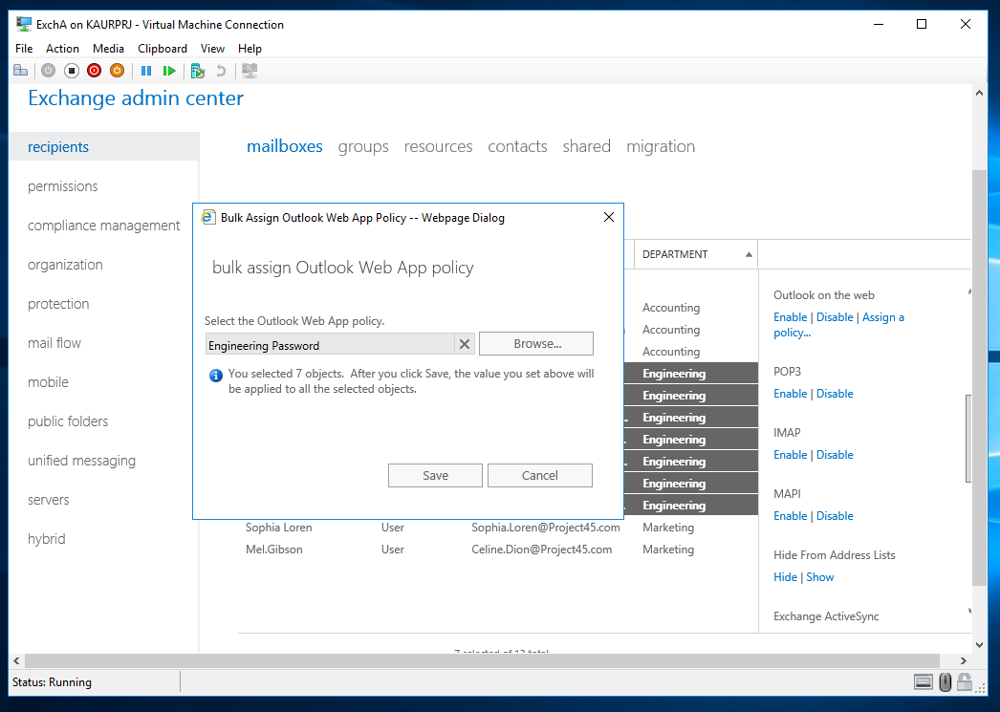 ExchA on KAURPRJ - Virtual Machine Connection
File Action Media Clipboard View Help
Exchange admin center
recipients
permissions
compliance management
organization
protection
mail flow
mobile
public folders
unified messaging
servers
hybrid
mailboxes groups resources contacts shared migration
Bulk Assign Outlook Web App Policy -- Webpage Dialog
bulk assign Outlook Web App policy
Select the Outlook Web App policy.
Engineering Password
Browse...
You selected 7 objects. After you click Save, the value you set above will
be applied to all the selected objects.
Save Cancel
DEPARTMENT
Accounting
Accounting
Accounting
Engineering
Engineering
Engineering
Engineering
Engineering
Engineering
Engineering
Sophia Loren User Sophia.Loren@Project45.com Marketing
Mel.Gibson User Celine.Dion@Project45.com Marketing
7 selected of 12 total
Outlook on the web
Enable | Disable | Assign a
policy...
POP3
Enable | Disable
IMAP
Enable | Disable
MAPI
Enable | Disable
Hide From Address Lists
Hide | Show
Exchange ActiveSync
Status: Running